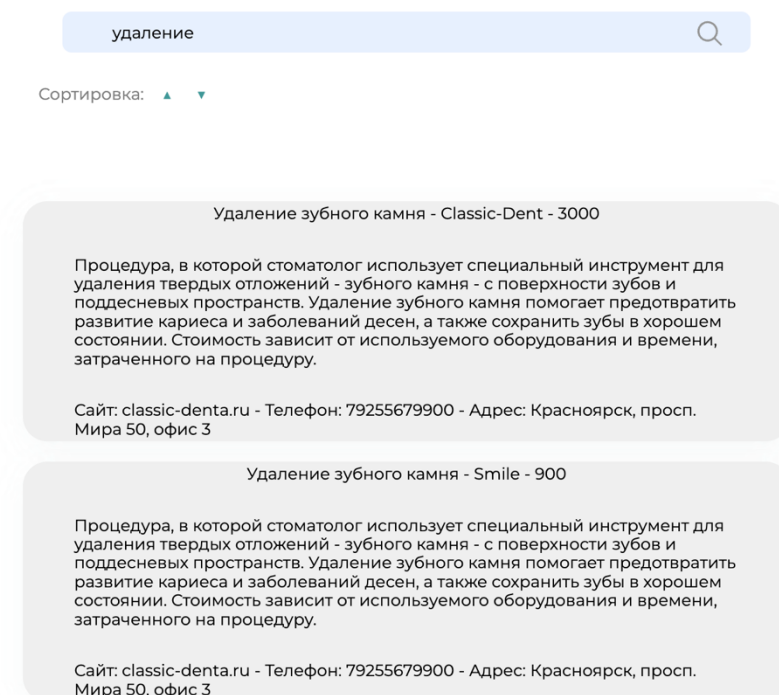 удаление
Сортировка: ▲ ▼
Удаление зубного камня - Classic-Dent - 3000
Процедура, в которой стоматолог использует специальный инструмент для
удаления твердых отложений - зубного камня - с поверхности зубов и
поддесневых пространств. Удаление зубного камня помогает предотвратить
развитие кариеса и заболеваний десен, а также сохранить зубы в хорошем
состоянии. Стоимость зависит от используемого оборудования и времени,
затраченного на процедуру.
Сайт: classic-denta.ru - Телефон: 79255679900 - Адрес: Красноярск, просп.
Мира 50, офис 3
Удаление зубного камня - Smile - 900
Процедура, в которой стоматолог использует специальный инструмент для
удаления твердых отложений - зубного камня - с поверхности зубов и
поддесневых пространств. Удаление зубного камня помогает предотвратить
развитие кариеса и заболеваний десен, а также сохранить зубы в хорошем
состоянии. Стоимость зависит от используемого оборудования и времени,
затраченного на процедуру.
Сайт: classic-denta.ru - Телефон: 79255679900 - Адрес: Красноярск, просп.
Мира 50, офис 3